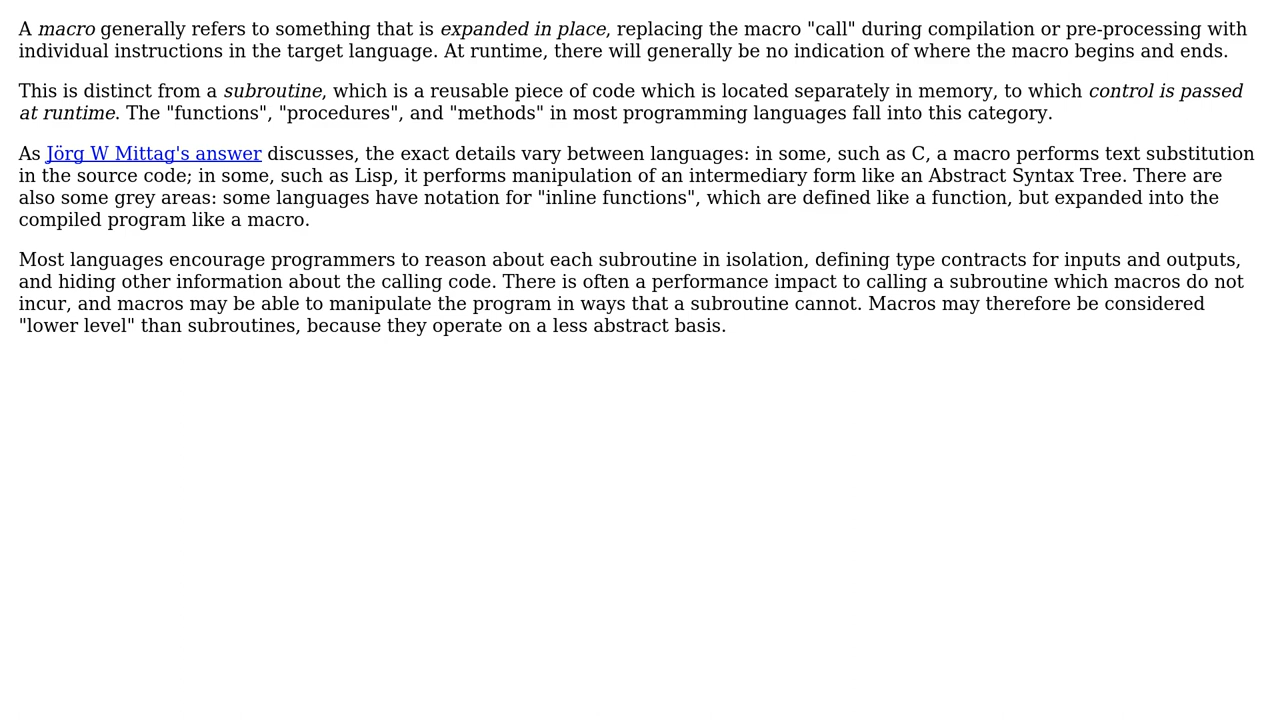 A macro generally refers to something that is expanded in place, replacing the macro "call" during compilation or pre-processing with
individual instructions in the target language. At runtime, there will generally be no indication of where the macro begins and ends.
This is distinct from a subroutine, which is a reusable piece of code which is located separately in memory, to which control is passed
at runtime. The "functions", "procedures", and "methods" in most programming languages fall into this category.
As Jörg W Mittag's answer discusses, the exact details vary between languages: in some, such as C, a macro performs text substitution
in the source code; in some, such as Lisp, it performs manipulation of an intermediary form like an Abstract Syntax Tree. There are
also some grey areas: some languages have notation for "inline functions", which are defined like a function, but expanded into the
compiled program like a macro.
Most languages encourage programmers to reason about each subroutine in isolation, defining type contracts for inputs and outputs,
and hiding other information about the calling code. There is often a performance impact to calling a subroutine which macros do not
incur, and macros may be able to manipulate the program in ways that a subroutine cannot. Macros may therefore be considered
"lower level" than subroutines, because they operate on a less abstract basis.